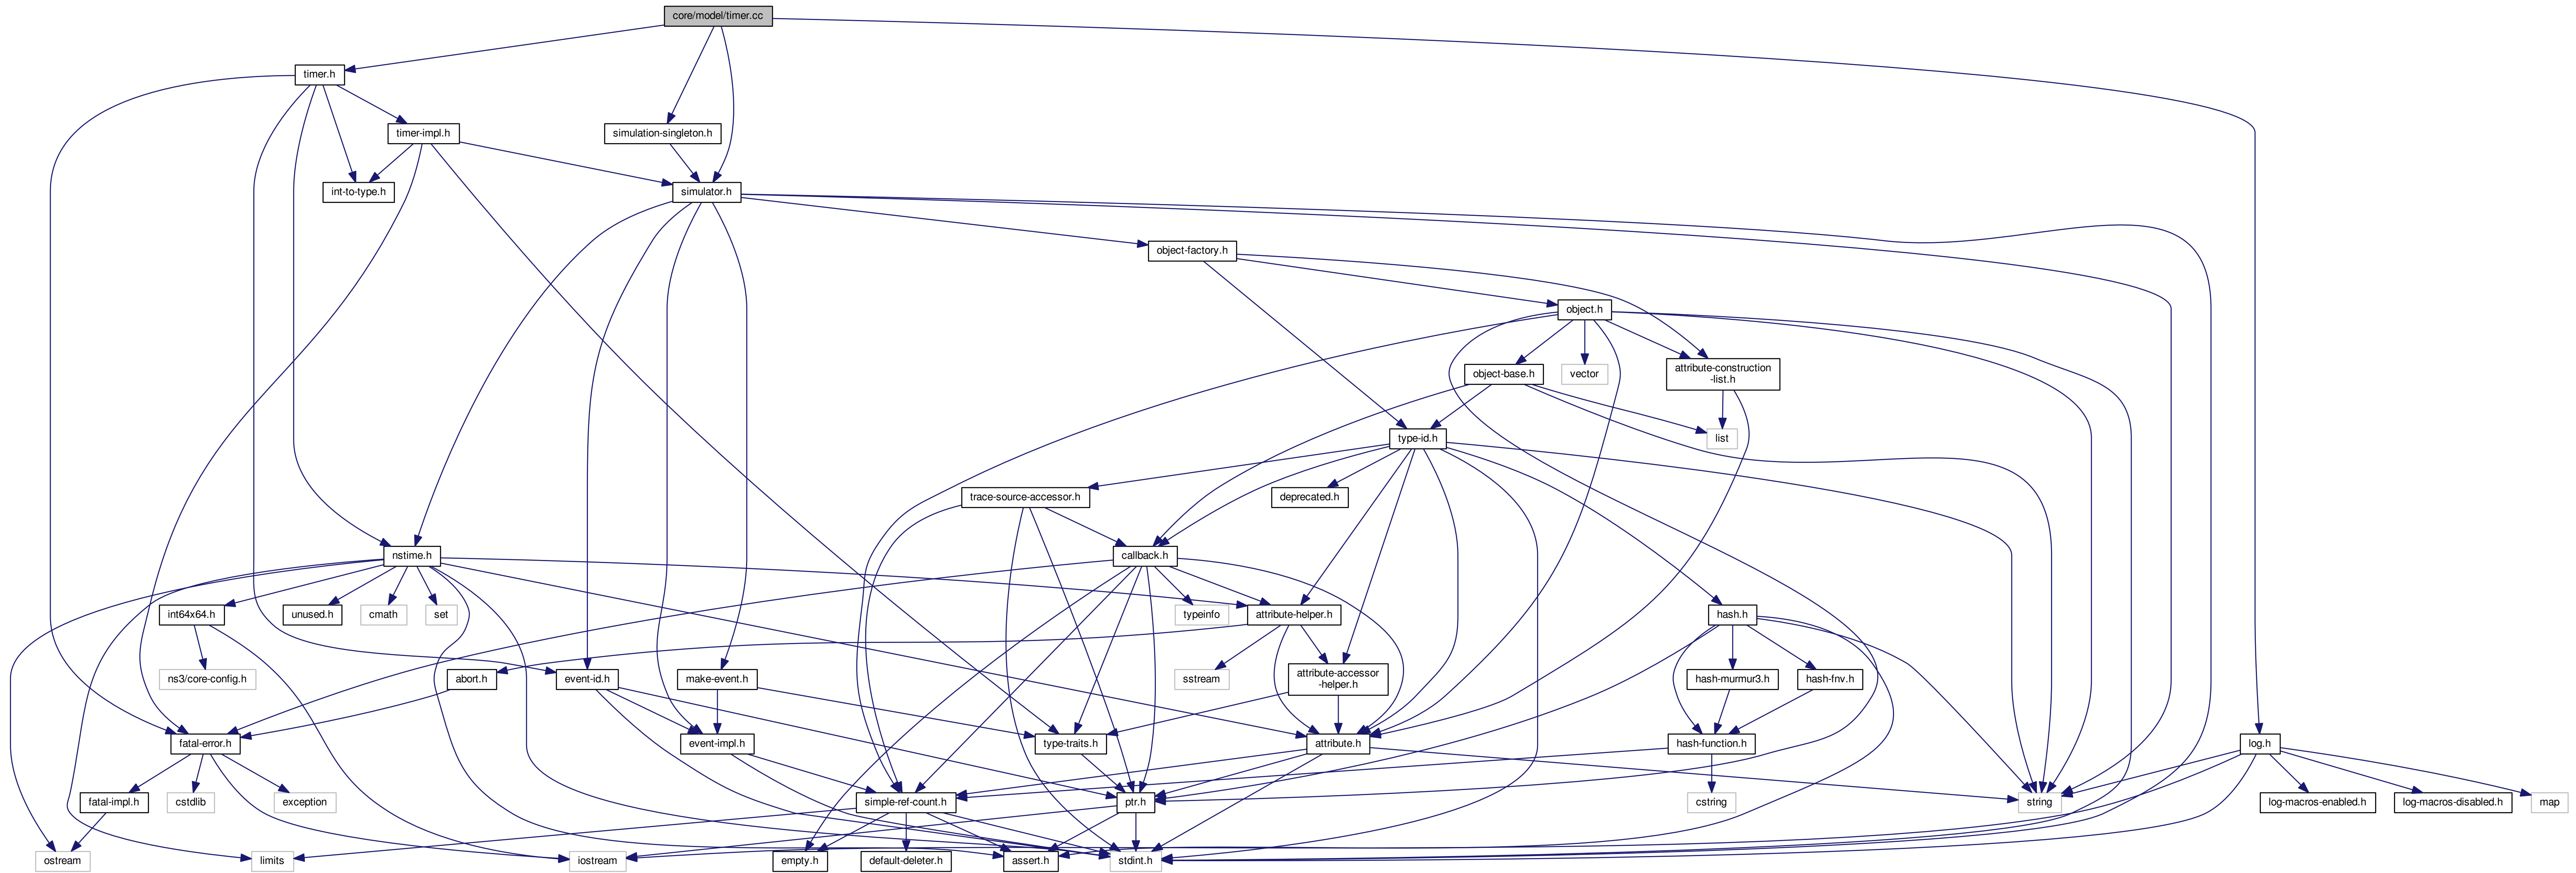 core/model/timer.cc
timer.h
timer-impl.h
simulation-singleton.h
int-to-type.h
simulator.h
object-factory.h
object.h
object-base.h
vector
attribute-construction
-list.h
type-id.h
list
trace-source-accessor.h
deprecated.h
nstime.h
callback.h
int64x64.h
unused.h
cmath
set
typeinfo
attribute-helper.h
hash.h
ns3/core-config.h
abort.h
event-id.h
make-event.h
sstream
attribute-accessor
-helper.h
hash-murmur3.h
hash-fnv.h
fatal-error.h
event-impl.h
type-traits.h
attribute.h
hash-function.h
log.h
fatal-impl.h
cstdlib
exception
simple-ref-count.h
ptr.h
cstring
string
log-macros-enabled.h
log-macros-disabled.h
map
ostream
limits
iostream
empty.h
default-deleter.h
assert.h
stdint.h